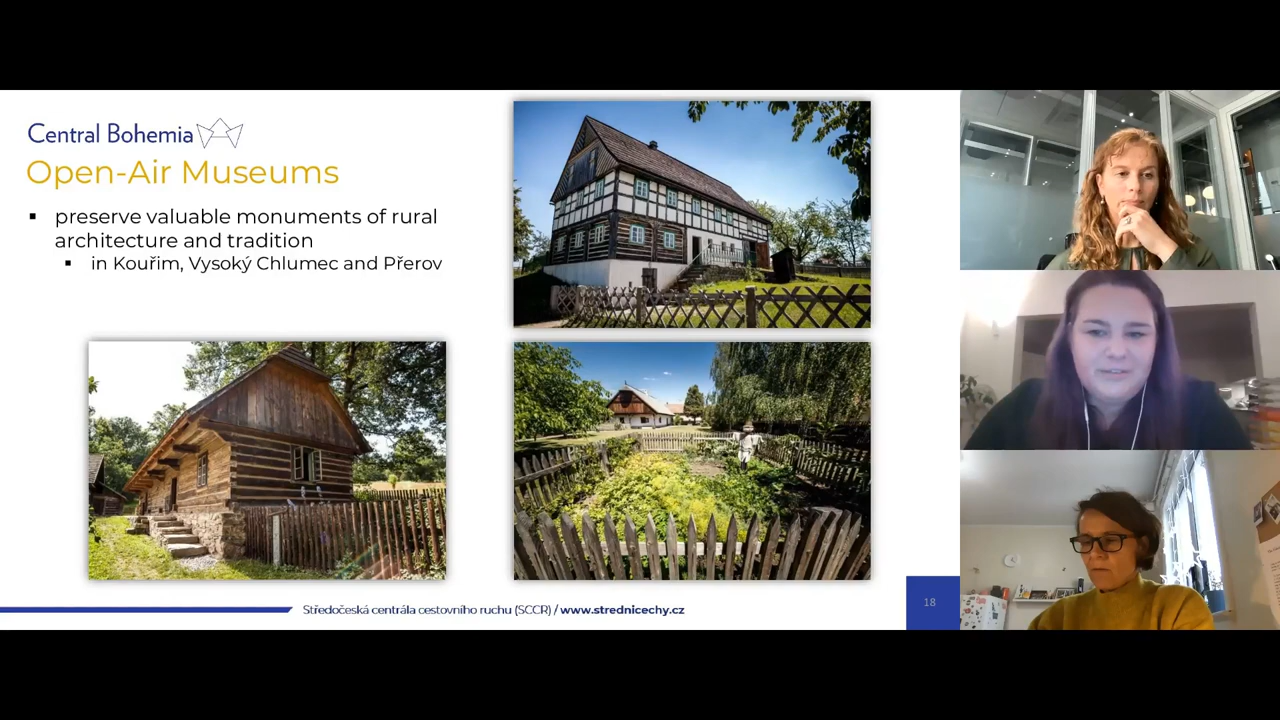 Central Bohemia
Open-Air Museums
▪ preserve valuable monuments of rural
architecture and tradition
▪ in Kouřim, Vysoký Chlumec and Přerov
Středočeská centrála cestovního ruchu (SCCR) / www.strednicechy.cz
18